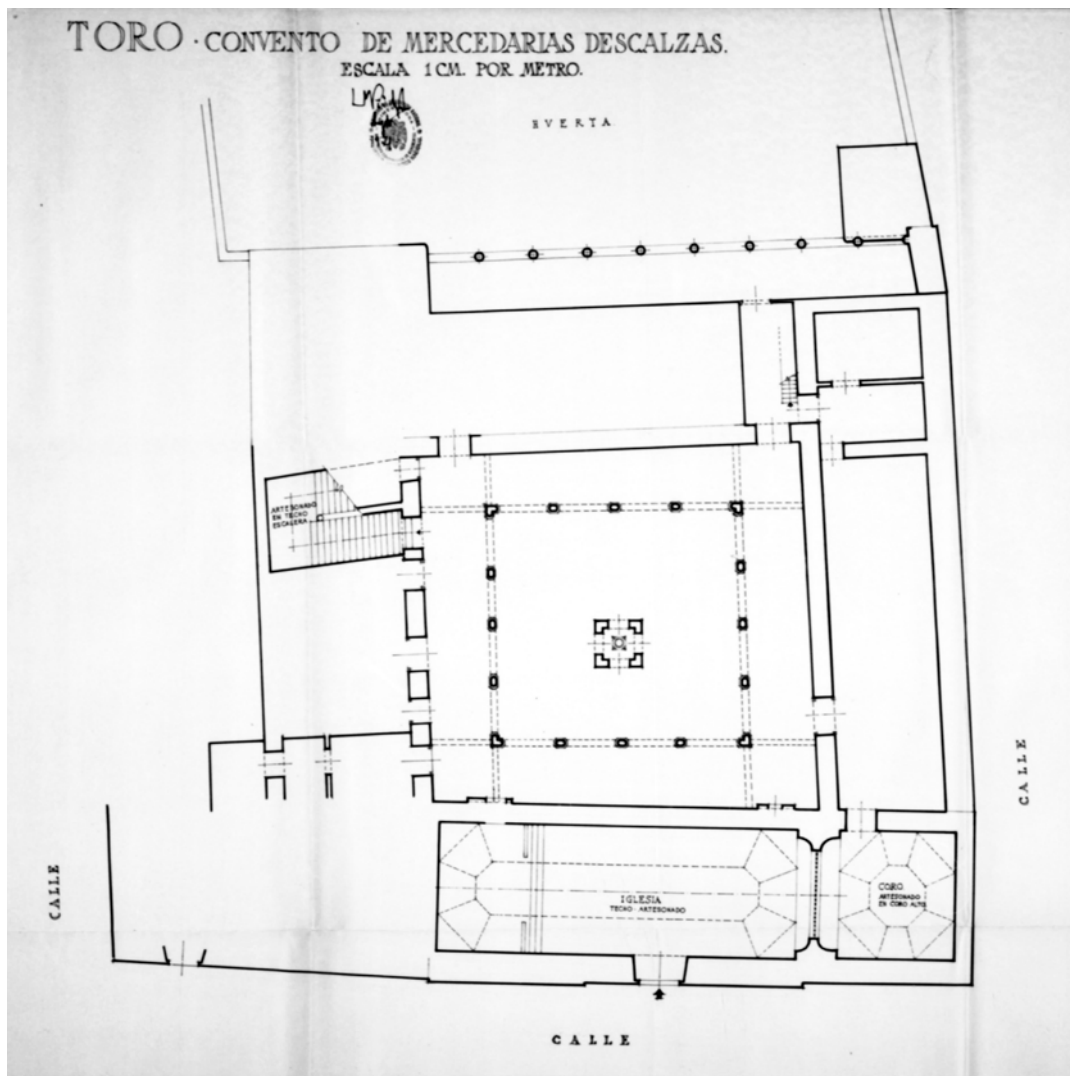 TORO · CONVENTO DE MERCEDARIAS DESCALZAS.
ESCALA 1 CM. POR METRO.
HVERTA
ARTESONADO
EN TECHO
ESCALERA
CALLE
CALLE
IGLESIA
TECHO - ARTESONADO
CORO.
ARTESONADO
EN CORO ALTO
CALLE